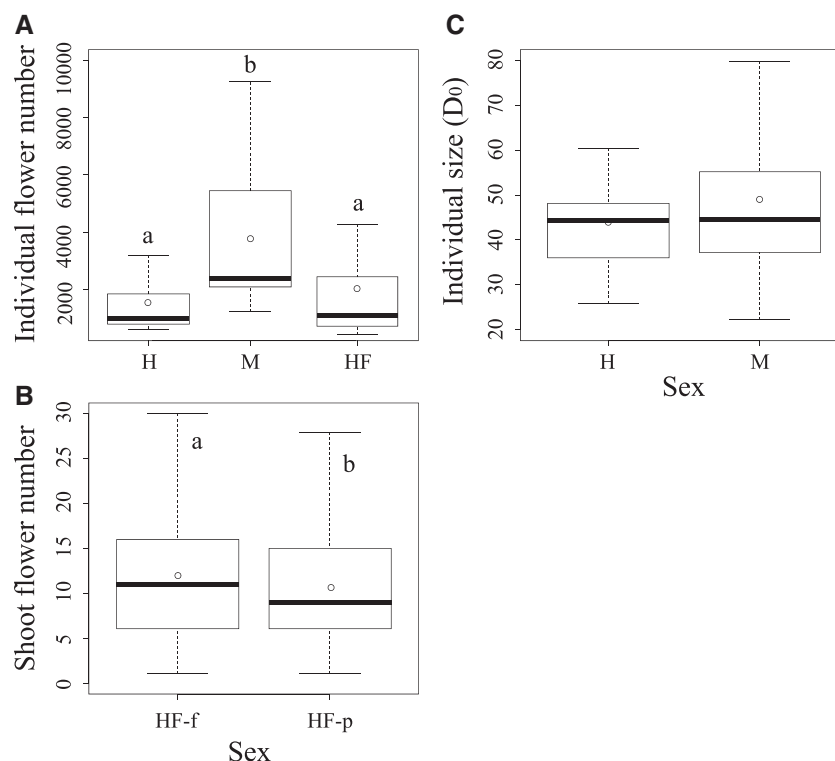 A
Individual flower number
10000
8000
6000
4000
2000
a
b
a
H
M
HF
C
Individual size (D0)
80
70
60
50
40
30
20
H
M
Sex
B
Shoot flower number
30
25
20
15
10
5
0
a
b
HF-f
HF-p
Sex